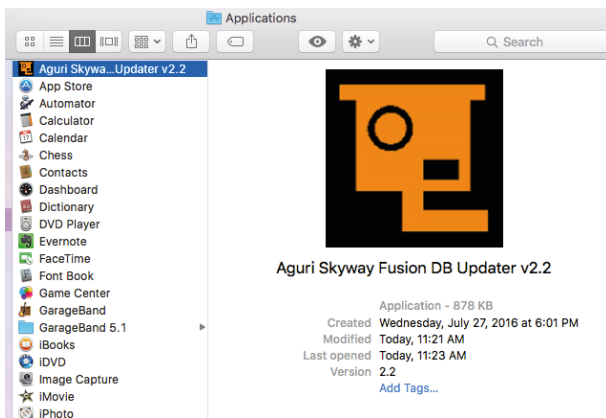 Applications
Search
Aguri Skywa...Updater v2.2
App Store
Automator
Calculator
Calendar
Chess
Contacts
Dashboard
Dictionary
DVD Player
Evernote
FaceTime
Font Book
Game Center
GarageBand
GarageBand 5.1
iBooks
iDVD
Image Capture
iMovie
iPhoto
Aguri Skyway Fusion DB Updater v2.2
Application - 878 KB
Created Wednesday, July 27, 2016 at 6:01 PM
Modified Today, 11:21 AM
Last opened Today, 11:23 AM
Version 2.2
Add Tags...